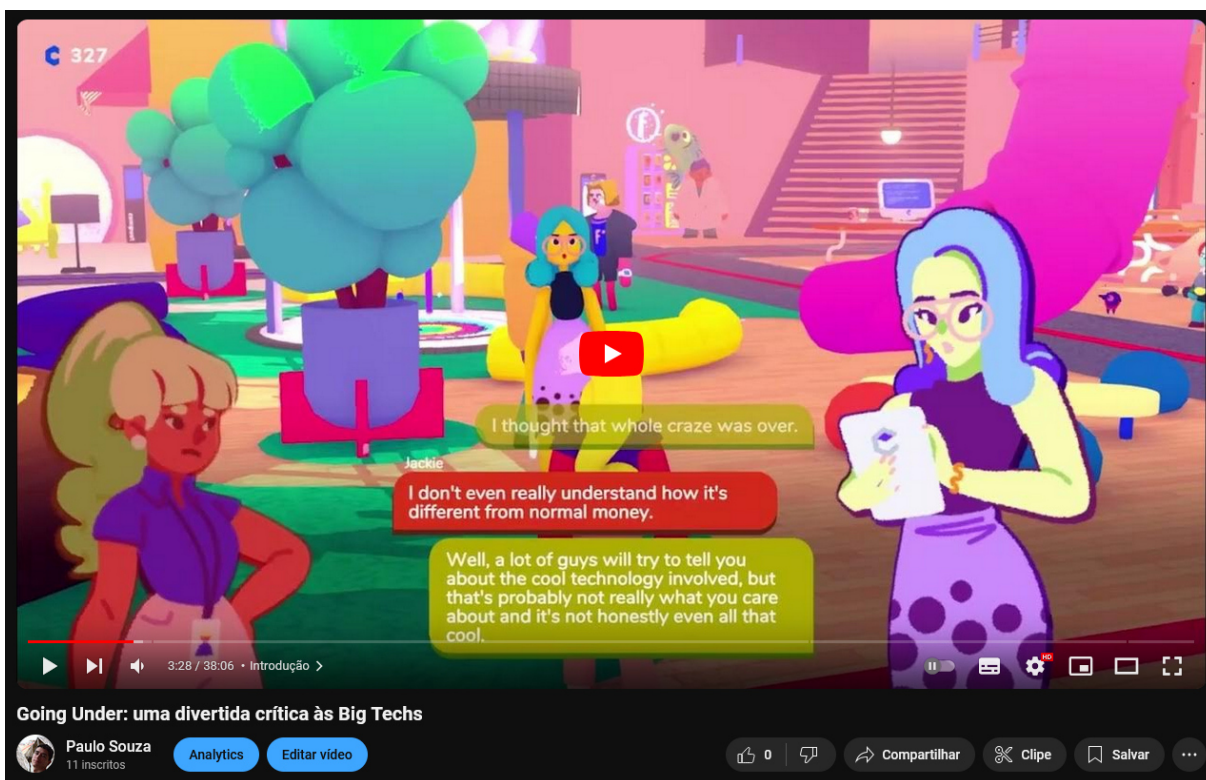 327
I thought that whole craze was over.
Jackie
I don't even really understand how it's
different from normal money.
Well, a lot of guys will try to tell you
about the cool technology involved, but
that's probably not really what you care
about and it's not honestly even all that
cool.
3:28 / 38:06 • Introdução
HD
Going Under: uma divertida crítica às Big Techs
Paulo Souza
11 inscritos
Analytics
Editar vídeo
0
Compartilhar
Clipe
Salvar